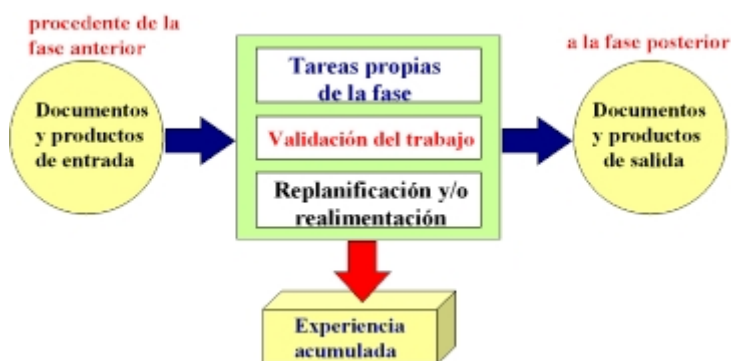 procedente de la
fase anterior
Documentos
y productos
de entrada
Tareas propias
de la fase
Validación del trabajo
Replanificación y/o
realimentación
a la fase posterior
Documentos
y productos
de salida
Experiencia
acumulada